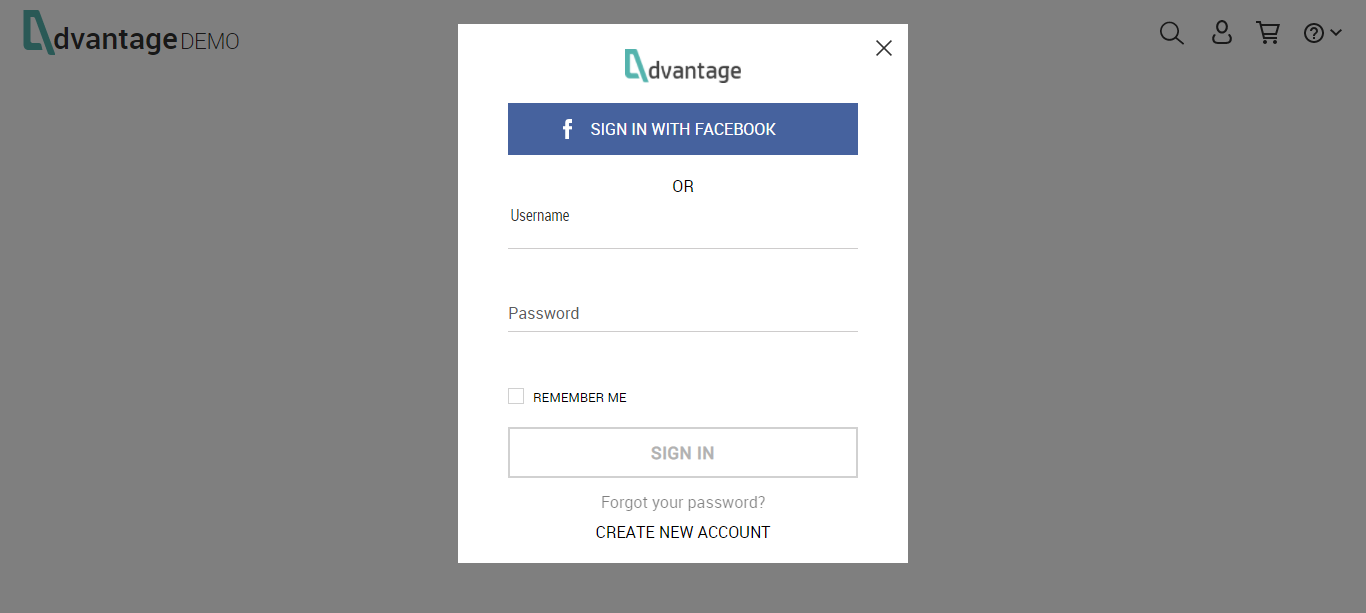 dvantage DEMO
dvantage
f SIGN IN WITH FACEBOOK
OR
Username
Password
REMEMBER ME
SIGN IN
Forgot your password?
CREATE NEW ACCOUNT